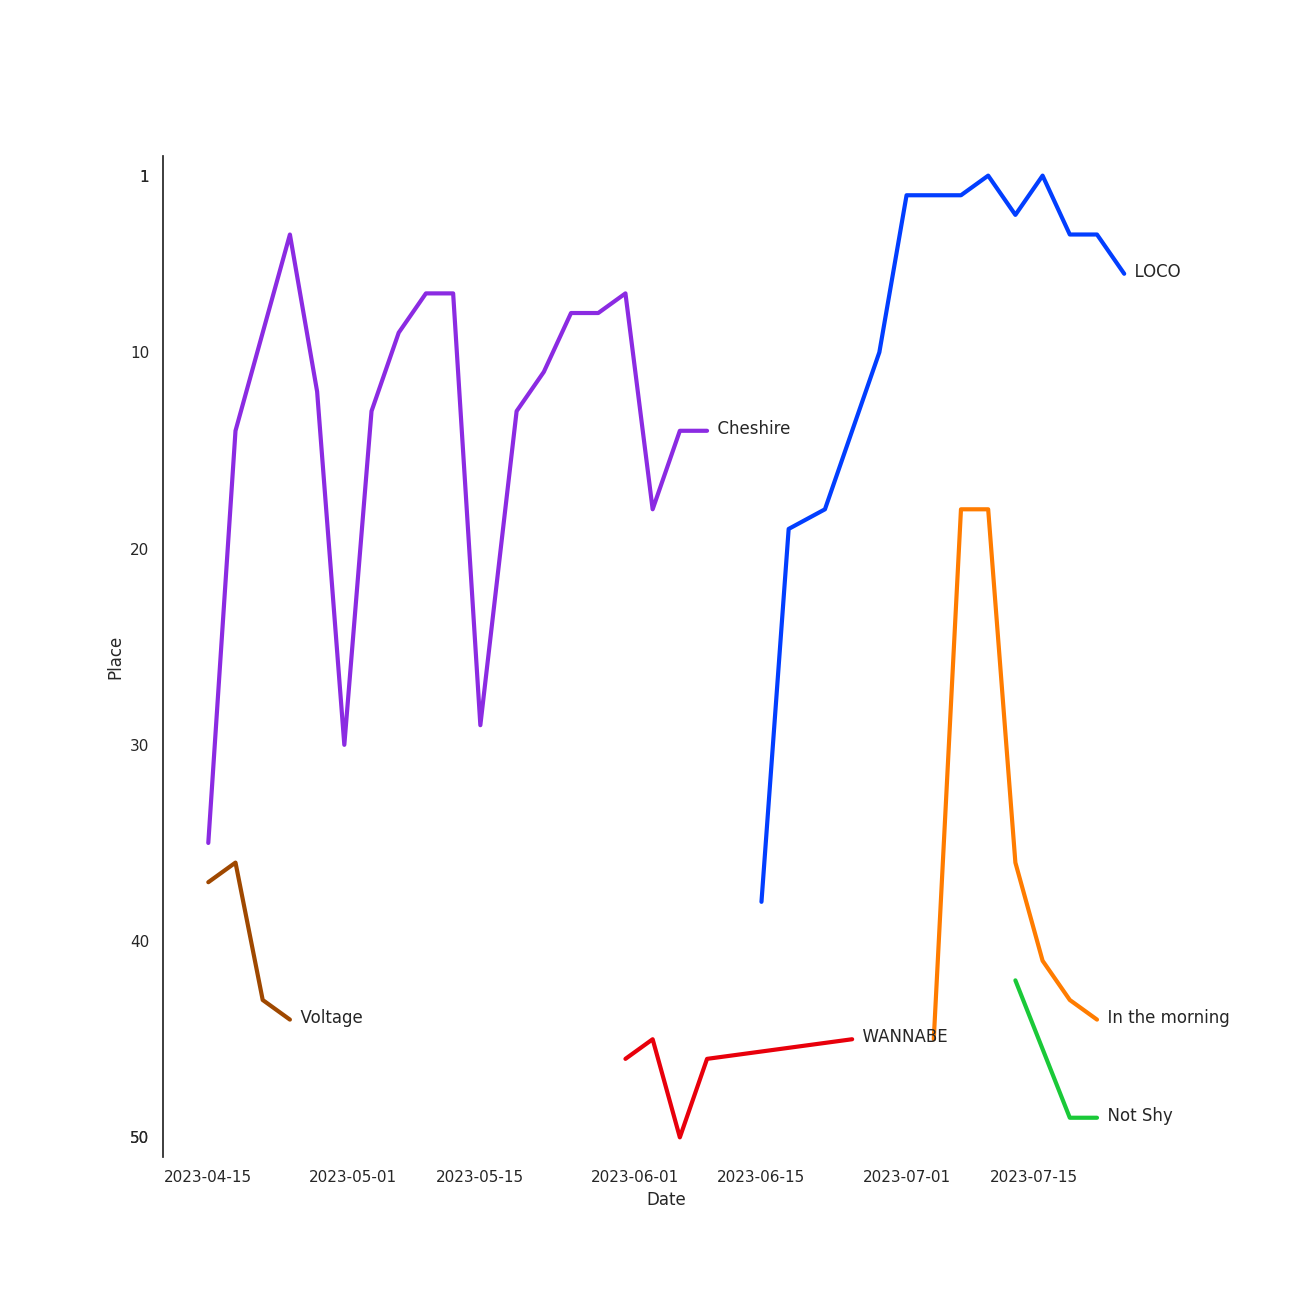 1
10
20
30
40
50
Place
LOCO
Cheshire
Voltage
In the morning
WANNABE
Not Shy
2023-04-15 2023-05-01 2023-05-15 2023-06-01 2023-06-15 2023-07-01 2023-07-15
Date